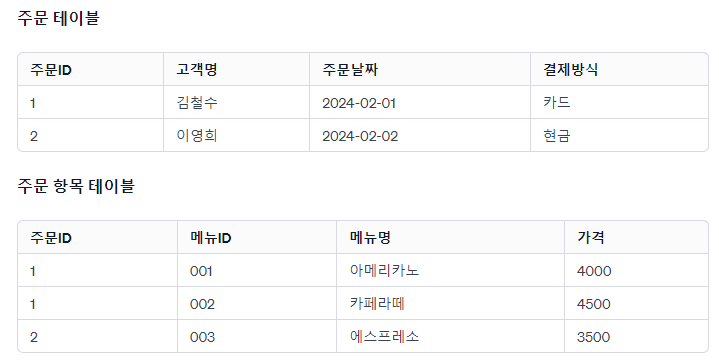 주문 테이블
주문ID 고객명 주문날짜 결제방식
1 김철수 2024-02-01 카드
2 이영희 2024-02-02 현금
주문 항목 테이블
주문ID 메뉴ID 메뉴명 가격
1 001 아메리카노 4000
1 002 카페라떼 4500
2 003 에스프레소 3500